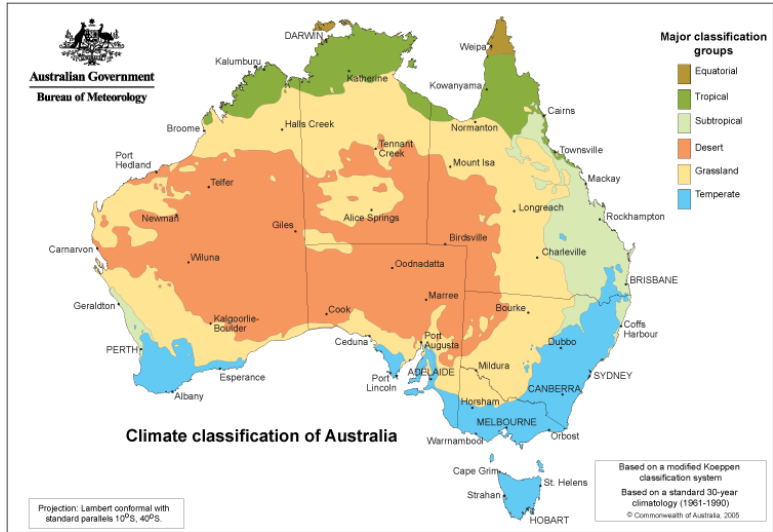 Australian Government
Bureau of Meteorology
DARWIN
Weipa
Kalumburu
Katherine
Kowanyama
Cairns
Broome
Halls Creek
Normanton
Port
Hedland
Tennant
Creek
Townsville
Mount Isa
Telfer
Mackay
Newman
Alice Springs
Longreach
Rockhampton
Giles
Birdsville
Carnarvon
Wiluna
Oodnadatta
Charleville
BRISBANE
Geraldton
Marree
Bourke
Cook
Coffs
Harbour
Kalgoorlie-
Boulder
Ceduna
Port
Augusta
Dubbo
PERTH
Esperance
Port
Lincoln
ADELAIDE
Mildura
SYDNEY
Albany
CANBERRA
Horsham
MELBOURNE
Warrnambool
Orbost
Cape Grim
St. Helens
Strahan
HOBART
Major classification
groups
Equatorial
Tropical
Subtropical
Desert
Grassland
Temperate
Climate classification of Australia
Projection: Lambert conformal with
standard parallels 10°S, 40°S.
Based on a modified Koeppen
classification system
Based on a standard 30-year
climatology (1961-1990)
© Commonwealth of Australia, 2005